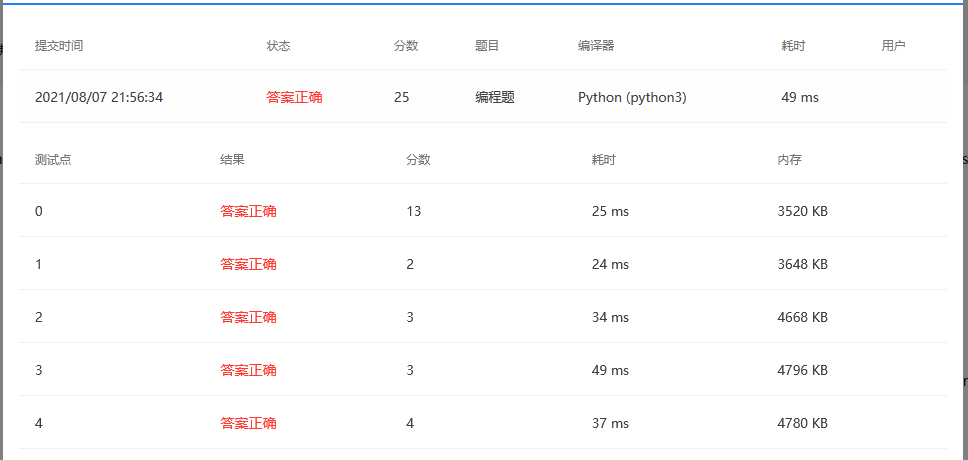 提交时间 状态 分数 题目 编译器 耗时 用户
2021/08/07 21:56:34 答案正确 25 编程题 Python (python3) 49 ms
测试点 结果 分数 耗时 内存
0 答案正确 13 25 ms 3520 KB
1 答案正确 2 24 ms 3648 KB
2 答案正确 3 34 ms 4668 KB
3 答案正确 3 49 ms 4796 KB
4 答案正确 4 37 ms 4780 KB